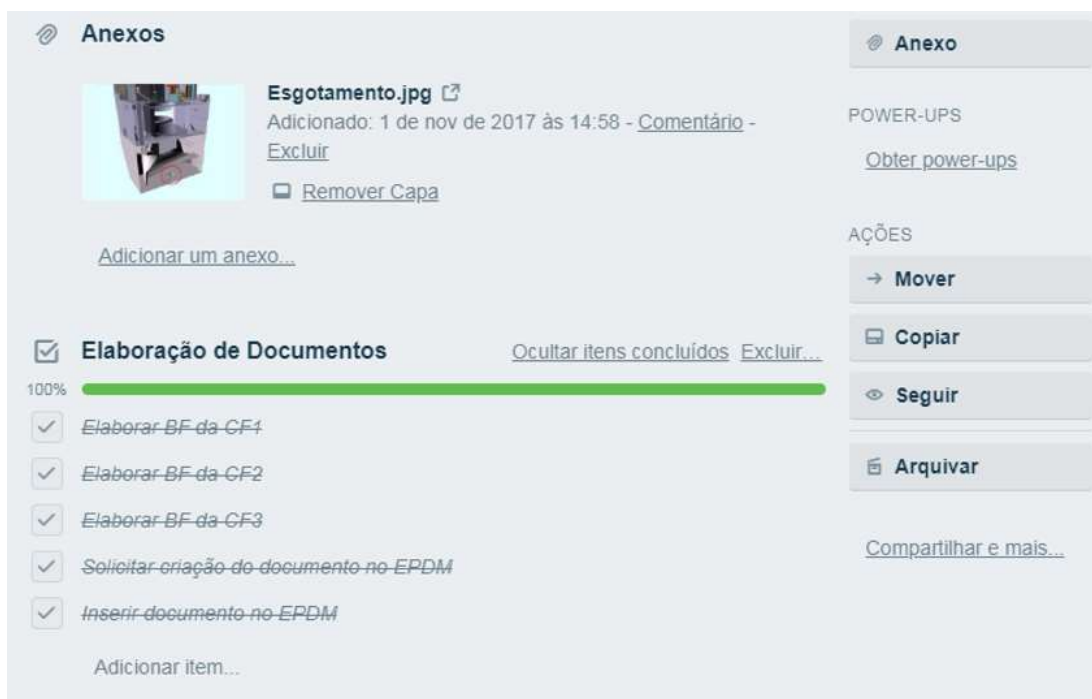 Anexos
Esgotamento.jpg
Adicionado: 1 de nov de 2017 às 14:58 - Comentário -
Excluir
Remover Capa
Adicionar um anexo...
Elaboração de Documentos
Ocultar itens concluídos Excluir...
100%
Elaborar BF da CF1
Elaborar BF da CF2
Elaborar BF da CF3
Solicitar criação do documento no EPDM
Inserir documento no EPDM
Adicionar item...
Anexo
POWER-UPS
Obter power-ups
AÇÕES
Mover
Copiar
Seguir
Arquivar
Compartilhar e mais...